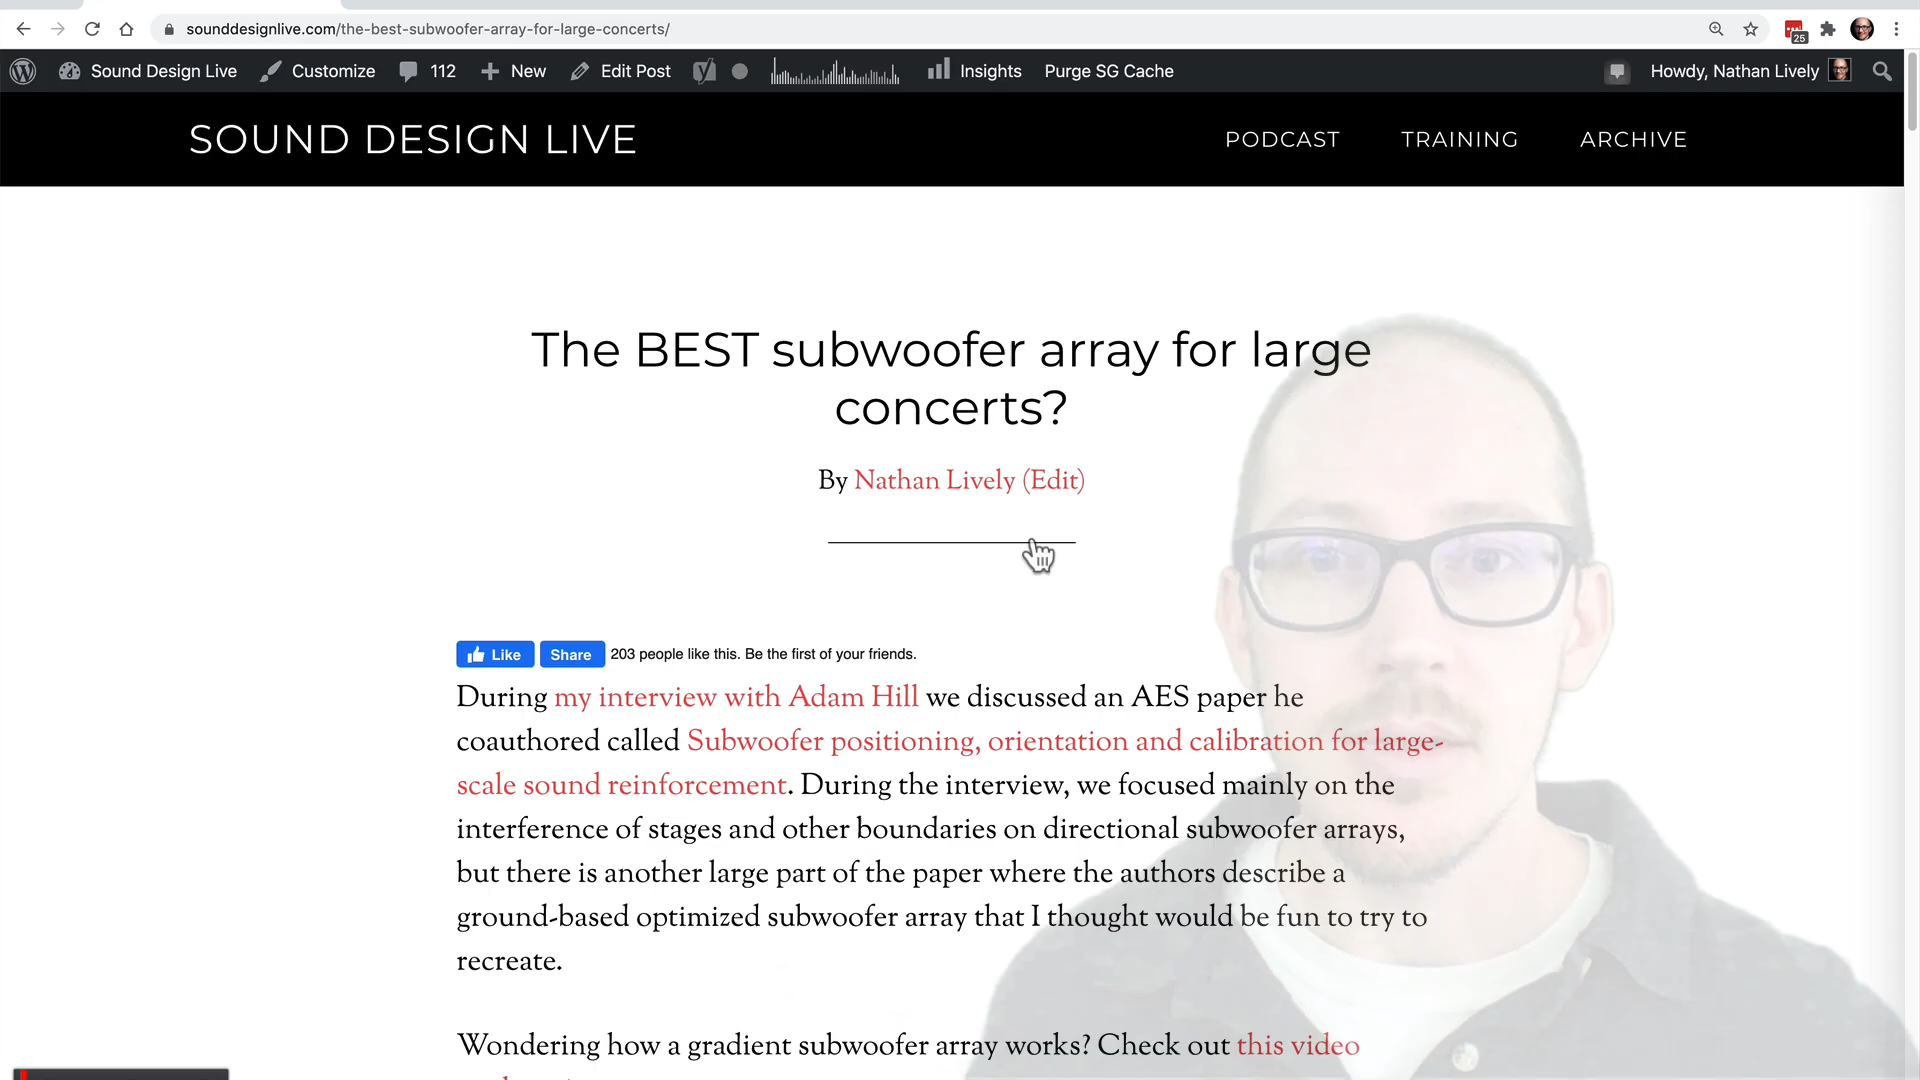 sounddesignlive.com/the-best-subwoofer-array-for-large-concerts/
25
Sound Design Live Customize 112 New Edit Post Insights Purge SG Cache Howdy, Nathan Lively
SOUND DESIGN LIVE PODCAST TRAINING ARCHIVE
The BEST subwoofer array for large
concerts?
By Nathan Lively (Edit)
Like Share 203 people like this. Be the first of your friends.
During my interview with Adam Hill we discussed an AES paper he
coauthored called Subwoofer positioning, orientation and calibration for large-
scale sound reinforcement. During the interview, we focused mainly on the
interference of stages and other boundaries on directional subwoofer arrays,
but there is another large part of the paper where the authors describe a
ground-based optimized subwoofer array that I thought would be fun to try to
recreate.
Wondering how a gradient subwoofer array works? Check out this video